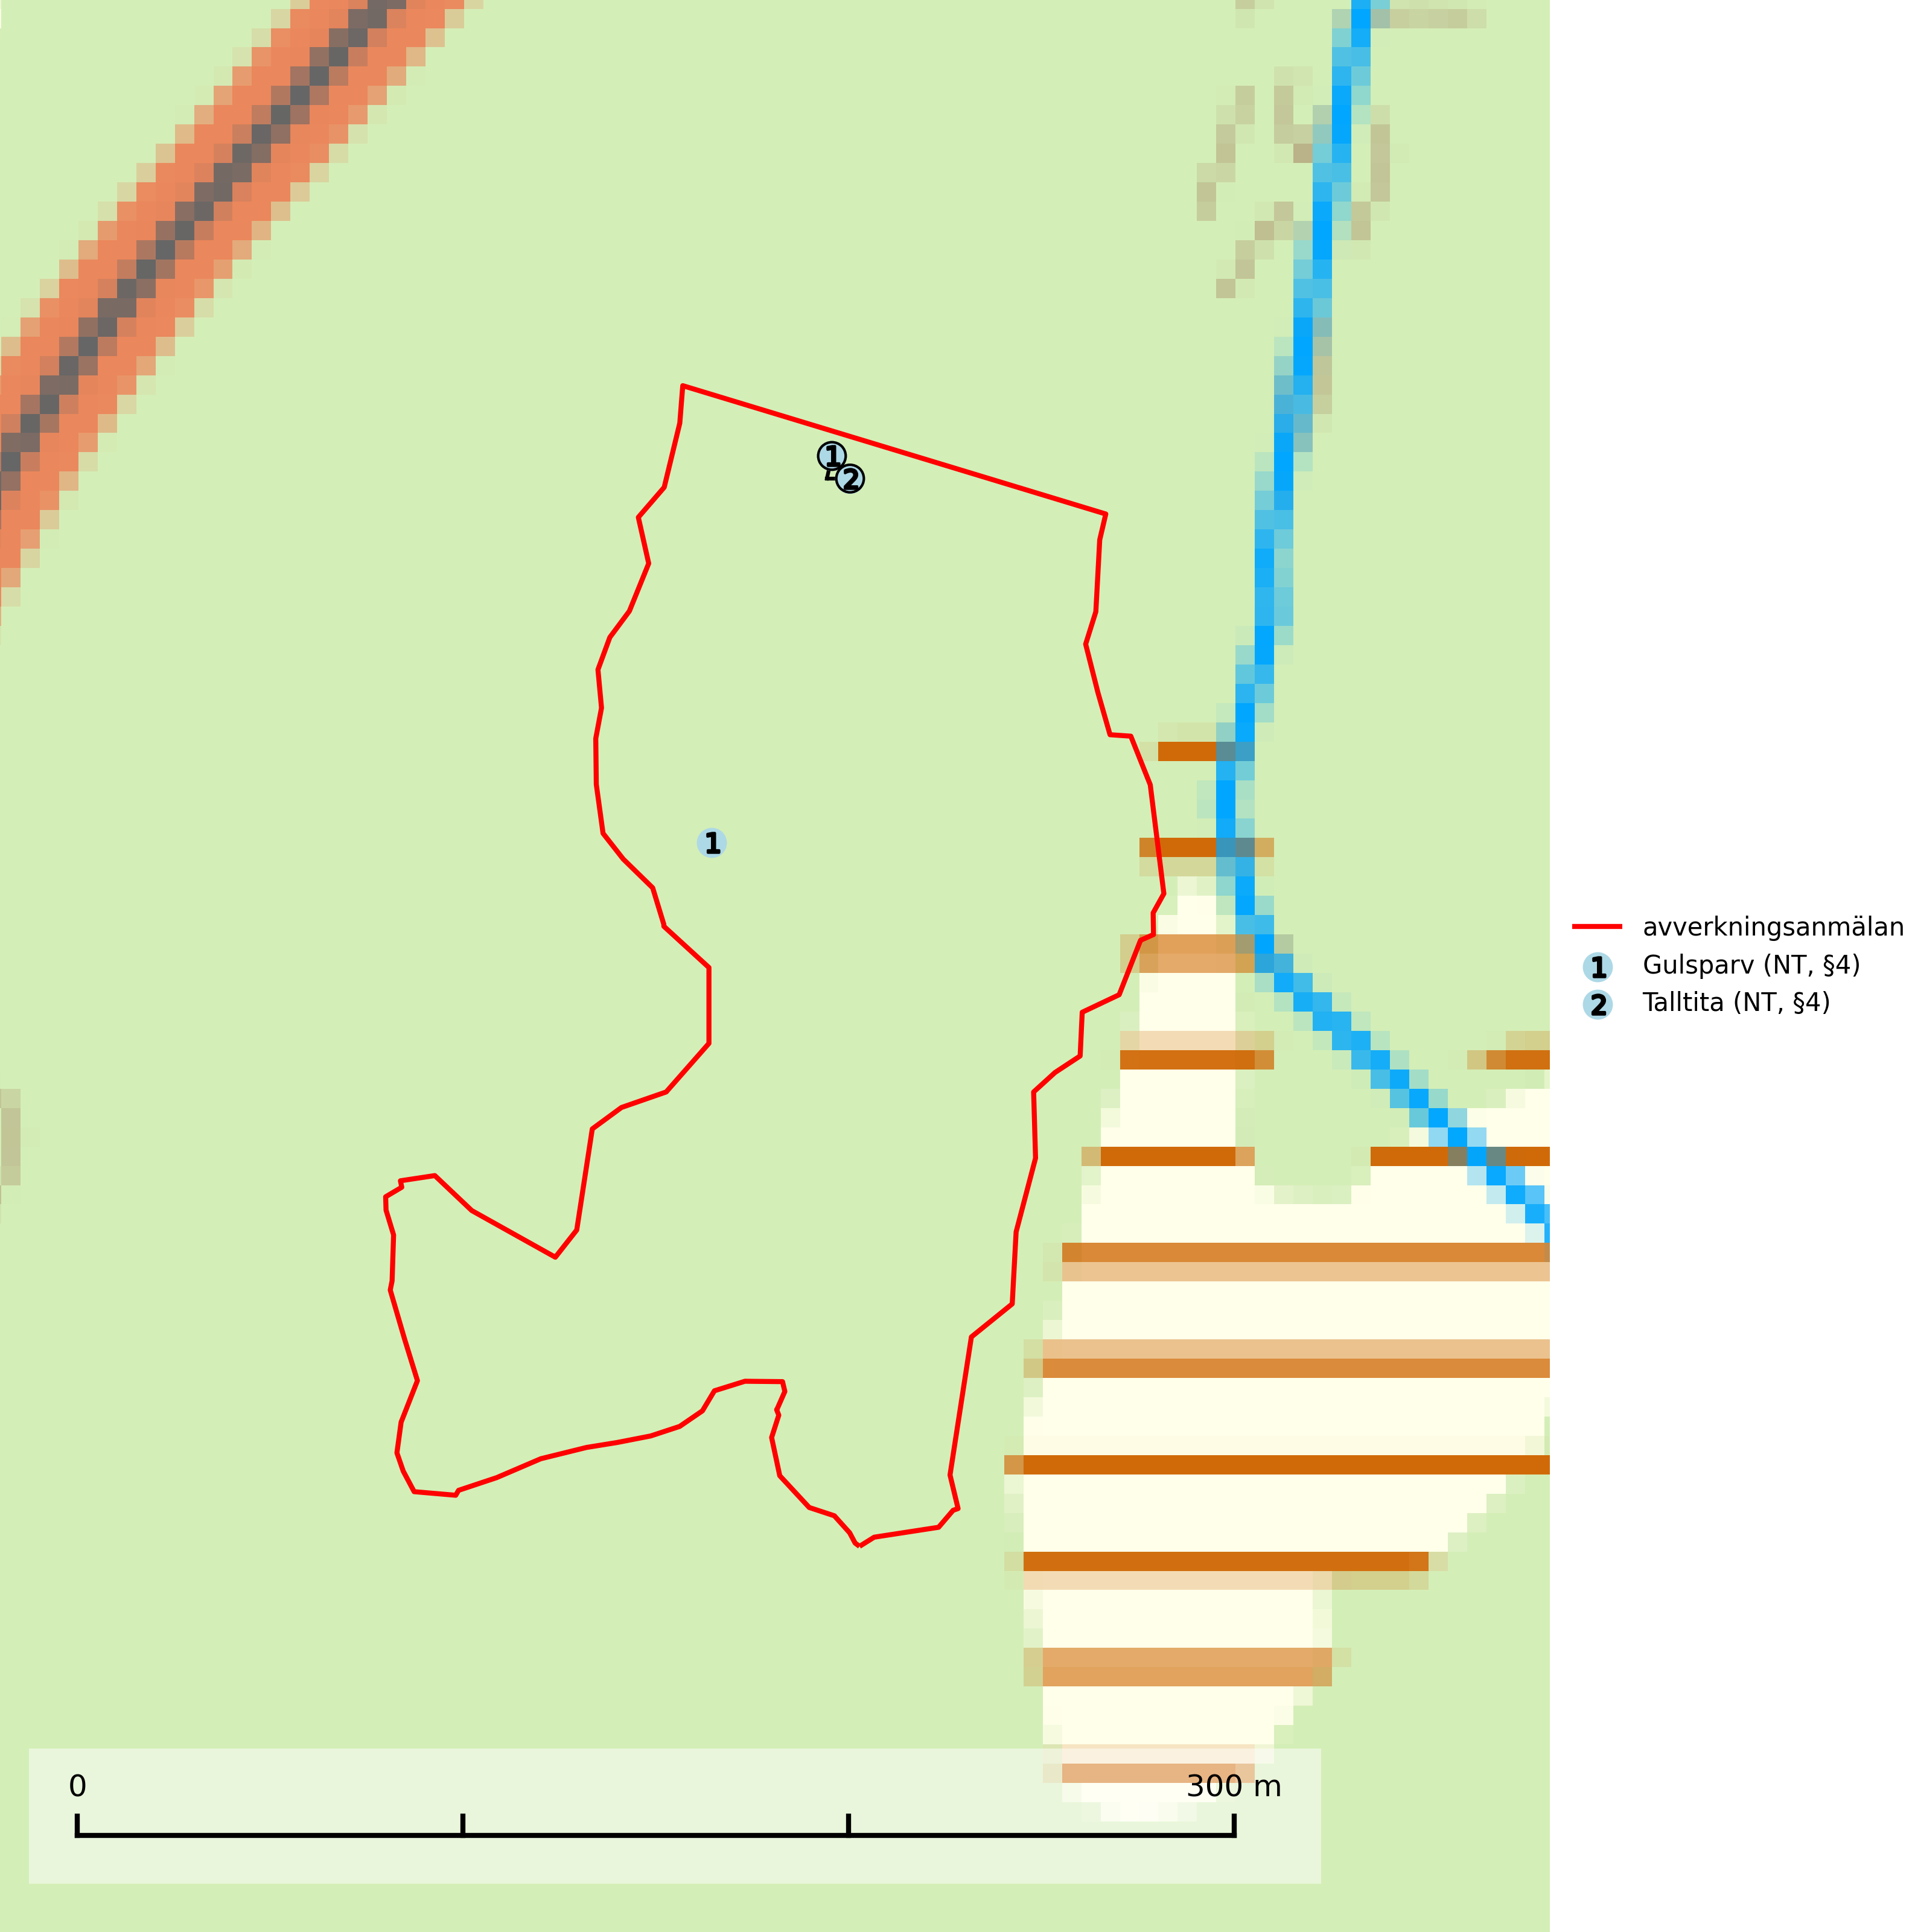 1
2
1
avverkningsanmälan
1 Gulsparv (NT, §4)
2 Talltita (NT, §4)
0 300 m